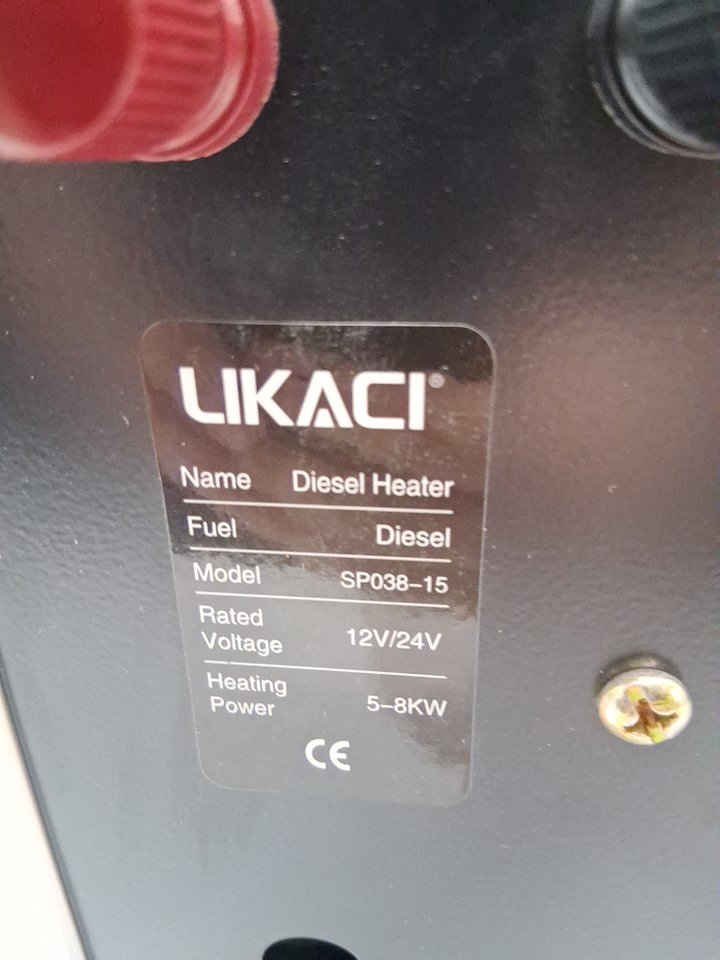 LIKACI®
Name Diesel Heater
Fuel Diesel
Model SP038-15
Rated
Voltage 12V/24V
Heating
Power 5-8KW
CE